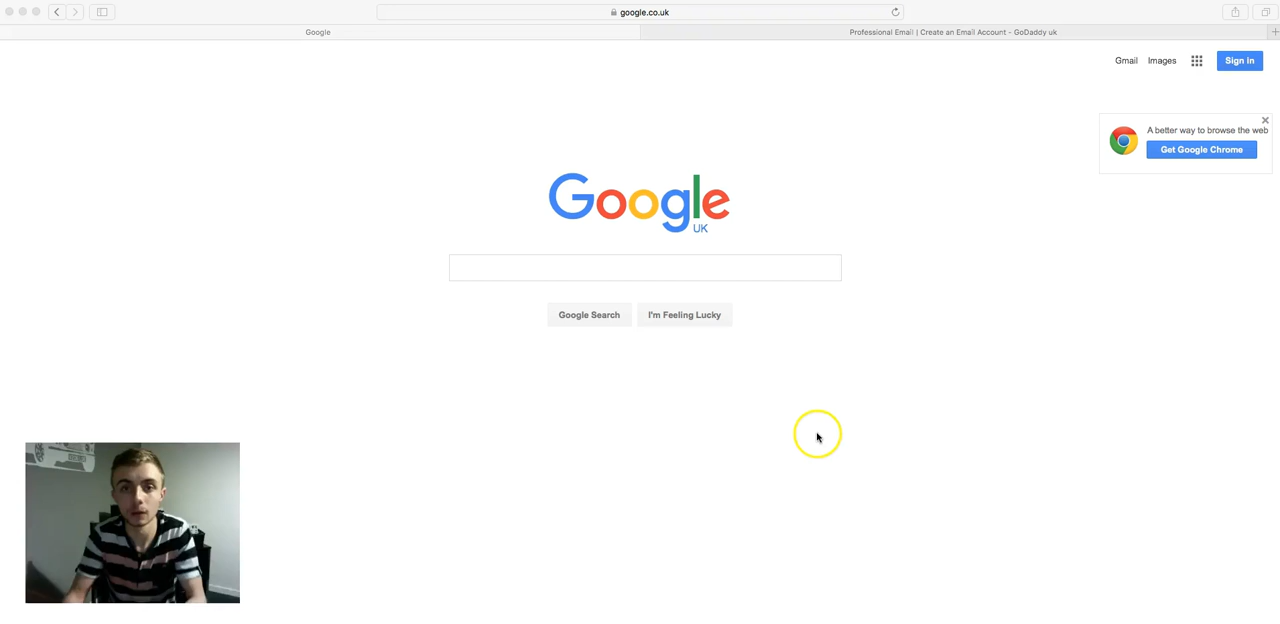 google.co.uk
Google
Professional Email | Create an Email Account - GoDaddy uk
Gmail
Images
Sign in
A better way to browse the web
Get Google Chrome
Google
UK
Google Search
I'm Feeling Lucky